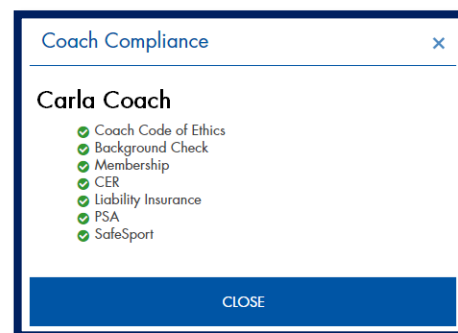 Coach Compliance ×
Carla Coach
Coach Code of Ethics
Background Check
Membership
CER
Liability Insurance
PSA
SafeSport
CLOSE